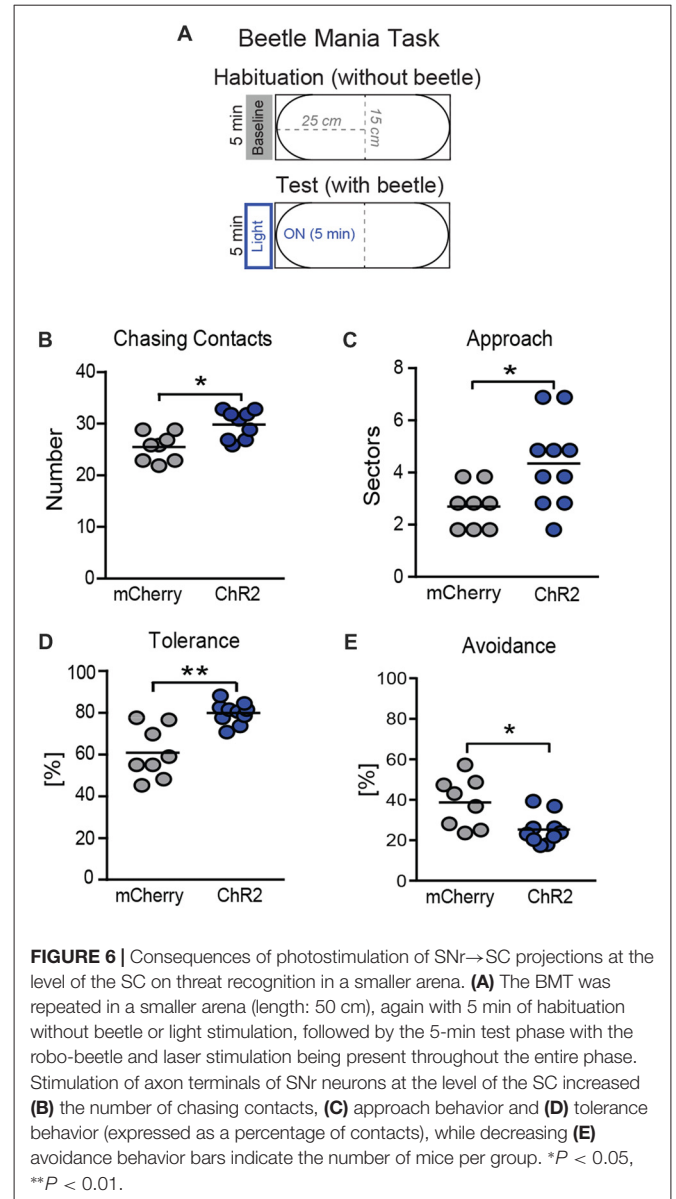 A
Beetle Mania Task
Habituation (without beetle)
5 min
Baseline
25 cm
15 cm
Test (with beetle)
5 min
Light
ON (5 min)
B
Chasing Contacts
*
40
30
20
10
0
Number
mCherry
ChR2
C
Approach
*
8
6
4
2
0
Sectors
mCherry
ChR2
D
Tolerance
**
100
80
60
40
20
0
[%]
mCherry
ChR2
E
Avoidance
*
100
80
60
40
20
0
[%]
mCherry
ChR2
FIGURE 6 | Consequences of photostimulation of SNr→SC projections at the
level of the SC on threat recognition in a smaller arena. (A) The BMT was
repeated in a smaller arena (length: 50 cm), again with 5 min of habituation
without beetle or light stimulation, followed by the 5-min test phase with the
robo-beetle and laser stimulation being present throughout the entire phase.
Stimulation of axon terminals of SNr neurons at the level of the SC increased
(B) the number of chasing contacts, (C) approach behavior and (D) tolerance
behavior (expressed as a percentage of contacts), while decreasing (E)
avoidance behavior bars indicate the number of mice per group. *P < 0.05,
**P < 0.01.